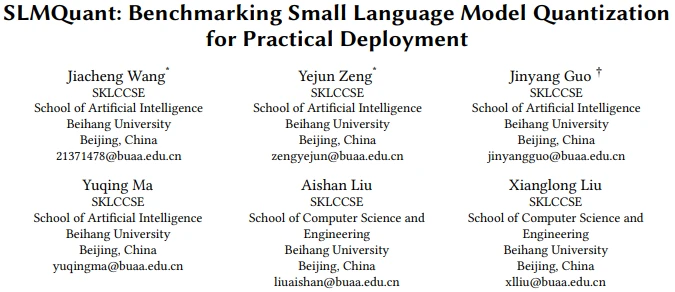 SLMQuant: Benchmarking Small Language Model Quantization
for Practical Deployment
Jiacheng Wang*
SKLCCSE
School of Artificial Intelligence
Beihang University
Beijing, China
21371478@buaa.edu.cn
Yejun Zeng*
SKLCCSE
School of Artificial Intelligence
Beihang University
Beijing, China
zengyejun@buaa.edu.cn
Jinyang Guo †
SKLCCSE
School of Artificial Intelligence
Beihang University
Beijing, China
jinyangguo@buaa.edu.cn
Yuqing Ma
SKLCCSE
School of Artificial Intelligence
Beihang University
Beijing, China
yuqingma@buaa.edu.cn
Aishan Liu
SKLCCSE
School of Computer Science and
Engineering
Beihang University
Beijing, China
liuaishan@buaa.edu.cn
Xianglong Liu
SKLCCSE
School of Computer Science and
Engineering
Beihang University
Beijing, China
xlliu@buaa.edu.cn